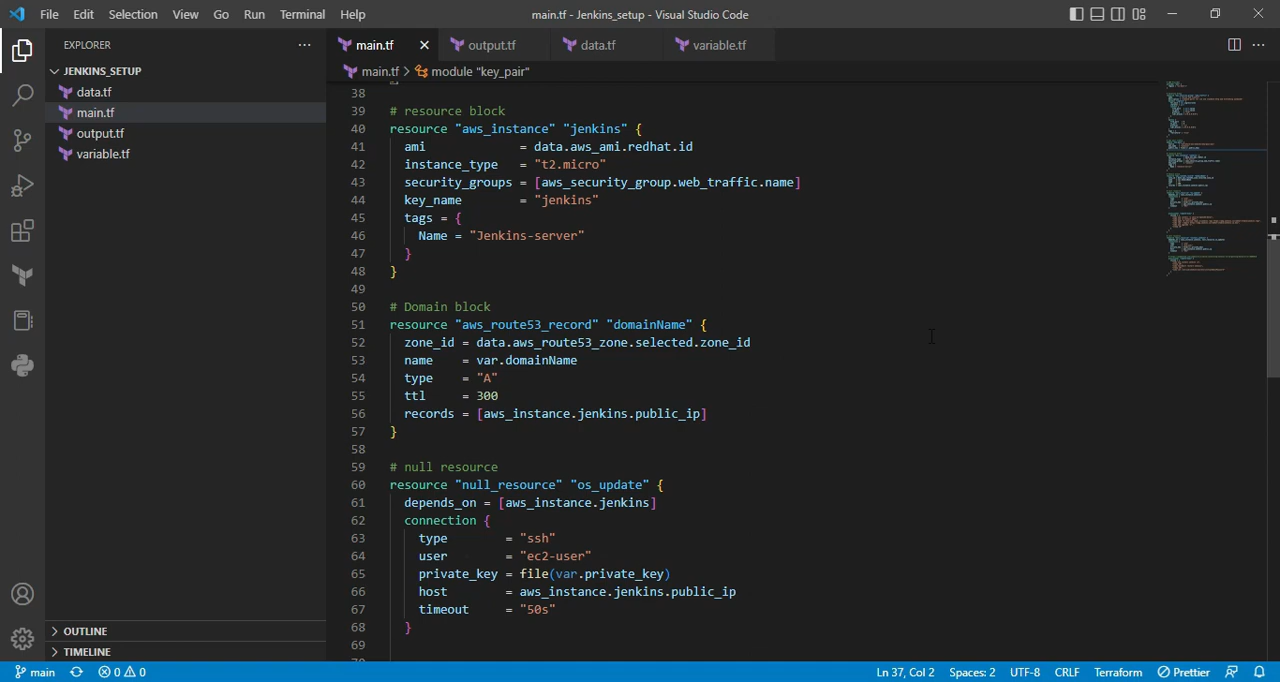 File Edit Selection View Go Run Terminal Help
main.tf - Jenkins_setup - Visual Studio Code
EXPLORER
JENKINS_SETUP
data.tf
main.tf
output.tf
variable.tf
OUTLINE
TIMELINE
main.tf output.tf data.tf variable.tf
main.tf > module "key_pair"
38
39 # resource block
40 resource "aws_instance" "jenkins" {
41 ami = data.aws_ami.redhat.id
42 instance_type = "t2.micro"
43 security_groups = [aws_security_group.web_traffic.name]
44 key_name = "jenkins"
45 tags = {
46 Name = "Jenkins-server"
47 }
48 }
49
50 # Domain block
51 resource "aws_route53_record" "domainName" {
52 zone_id = data.aws_route53_zone.selected.zone_id
53 name = var.domainName
54 type = "A"
55 ttl = 300
56 records = [aws_instance.jenkins.public_ip]
57 }
58
59 # null resource
60 resource "null_resource" "os_update" {
61 depends_on = [aws_instance.jenkins]
62 connection {
63 type = "ssh"
64 user = "ec2-user"
65 private_key = file(var.private_key)
66 host = aws_instance.jenkins.public_ip
67 timeout = "50s"
68 }
69
main 0 0 Ln 37, Col 2 Spaces: 2 UTF-8 CRLF Terraform Prettier